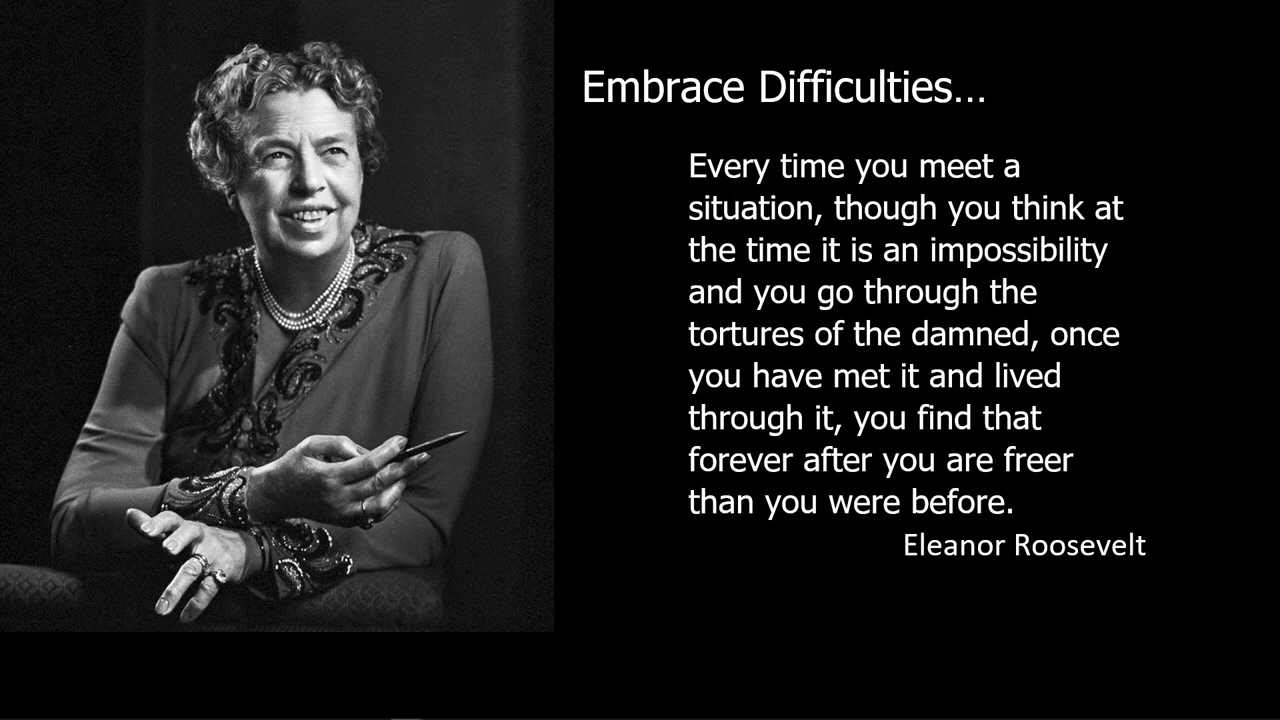 Embrace Difficulties...
Every time you meet a
situation, though you think at
the time it is an impossibility
and you go through the
tortures of the damned, once
you have met it and lived
through it, you find that
forever after you are freer
than you were before.
Eleanor Roosevelt